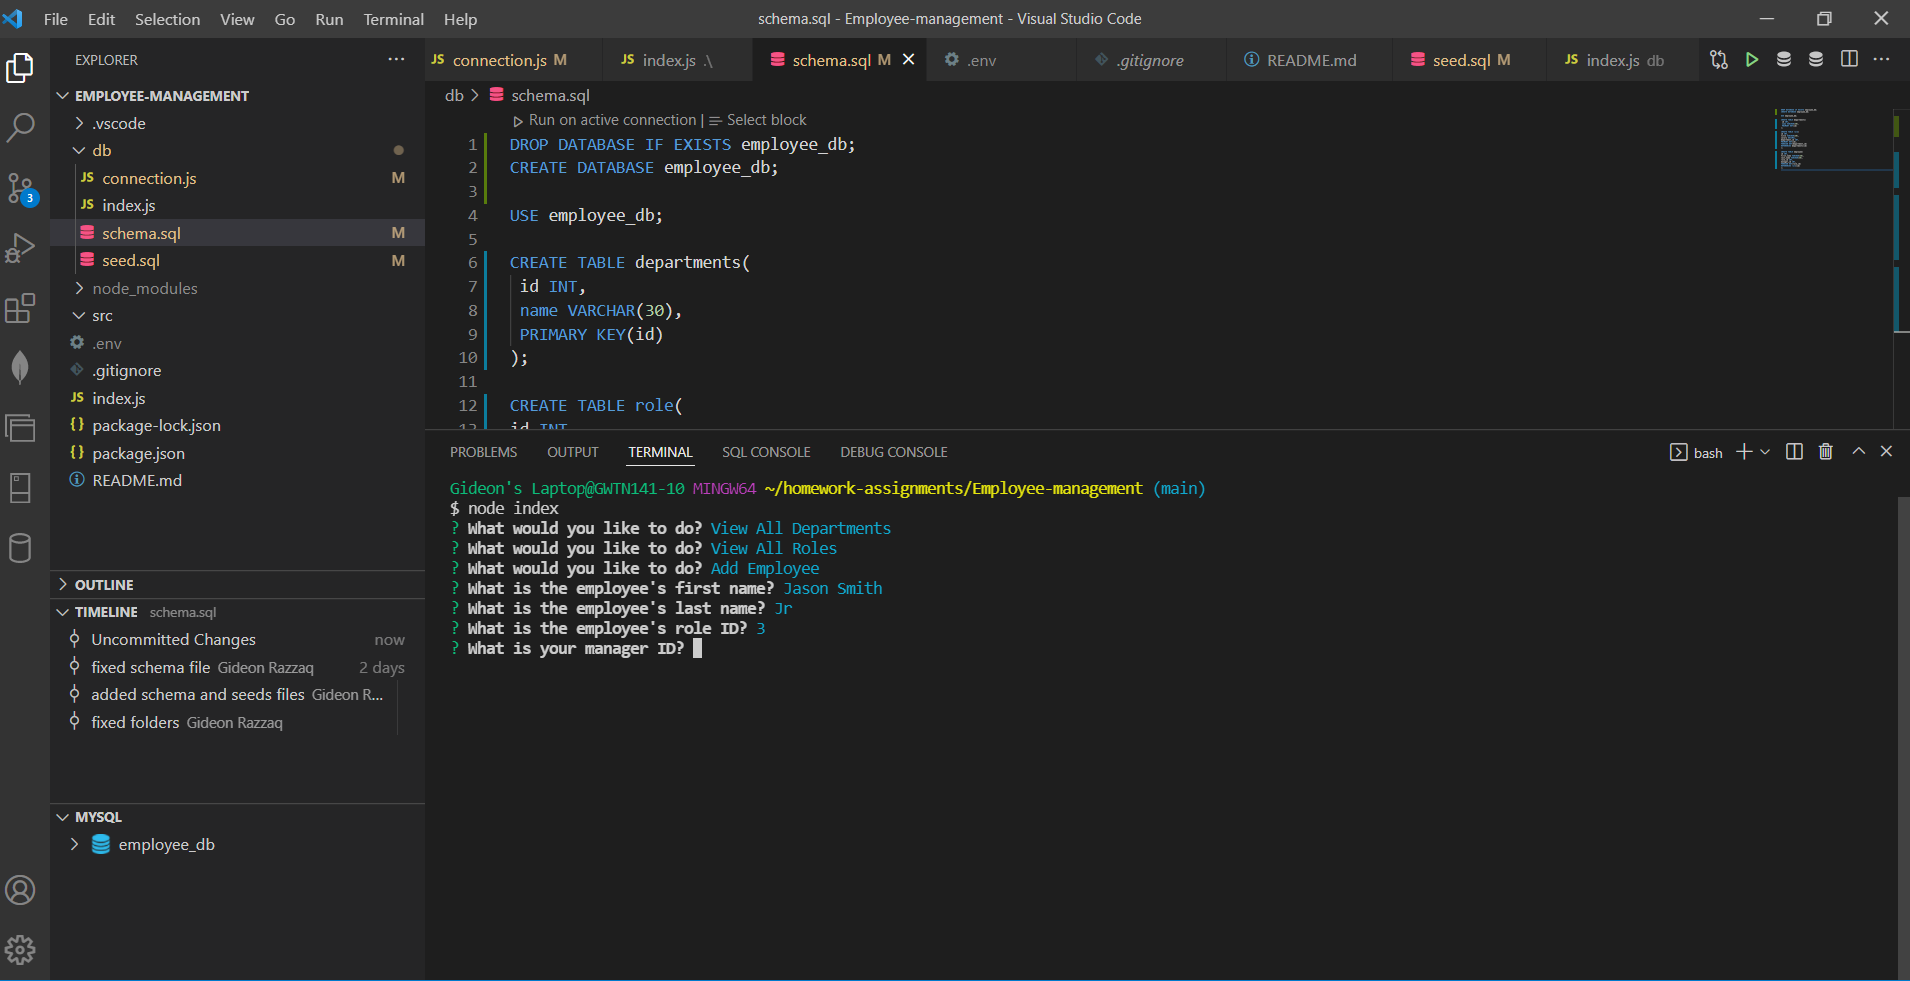 File Edit Selection View Go Run Terminal Help
schema.sql - Employee-management - Visual Studio Code
EXPLORER
connection.js M
index.js .\
schema.sql M
.env
.gitignore
README.md
seed.sql M
index.js db
EMPLOYEE-MANAGEMENT
.vscode
db
connection.js M
index.js
schema.sql M
seed.sql M
node_modules
src
.env
.gitignore
index.js
package-lock.json
package.json
README.md
3
OUTLINE
TIMELINE schema.sql
Uncommitted Changes now
fixed schema file Gideon Razzaq 2 days
added schema and seeds files Gideon R...
fixed folders Gideon Razzaq
MYSQL
employee_db
db > schema.sql
Run on active connection | Select block
1 DROP DATABASE IF EXISTS employee_db;
2 CREATE DATABASE employee_db;
3
4 USE employee_db;
5
6 CREATE TABLE departments(
7 id INT,
8 name VARCHAR(30),
9 PRIMARY KEY(id)
10 );
11
12 CREATE TABLE role(
13 id INT
PROBLEMS OUTPUT TERMINAL SQL CONSOLE DEBUG CONSOLE
bash
Gideon's Laptop@GWTN141-10 MINGW64 ~/homework-assignments/Employee-management (main)
$ node index
? What would you like to do? View All Departments
? What would you like to do? View All Roles
? What would you like to do? Add Employee
? What is the employee's first name? Jason Smith
? What is the employee's last name? Jr
? What is the employee's role ID? 3
? What is your manager ID?